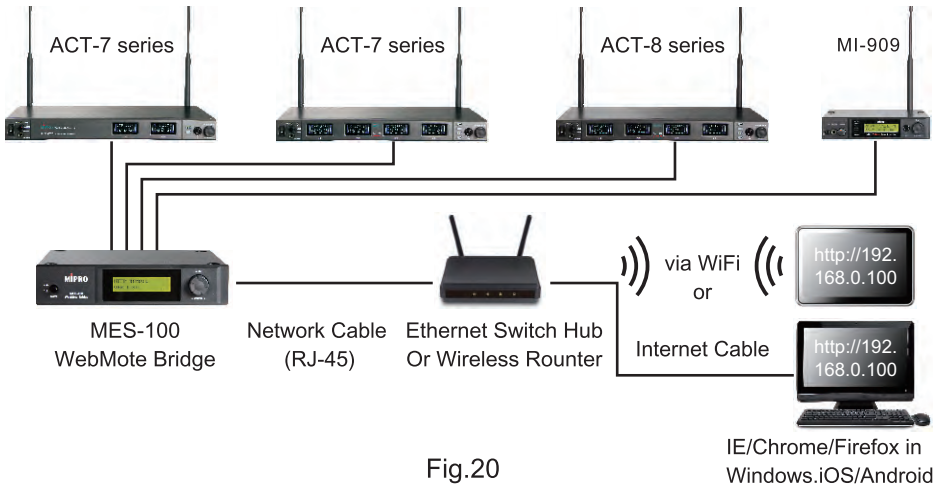 ACT-7 series
ACT-7 series
ACT-8 series
MI-909
MIPRO
MES-100
WebMote Bridge
Network Cable
(RJ-45)
Ethernet Switch Hub
Or Wireless Rounter
via WiFi
or
http://192.
168.0.100
Internet Cable
http://192.
168.0.100
IE/Chrome/Firefox in
Windows.iOS/Android
Fig.20